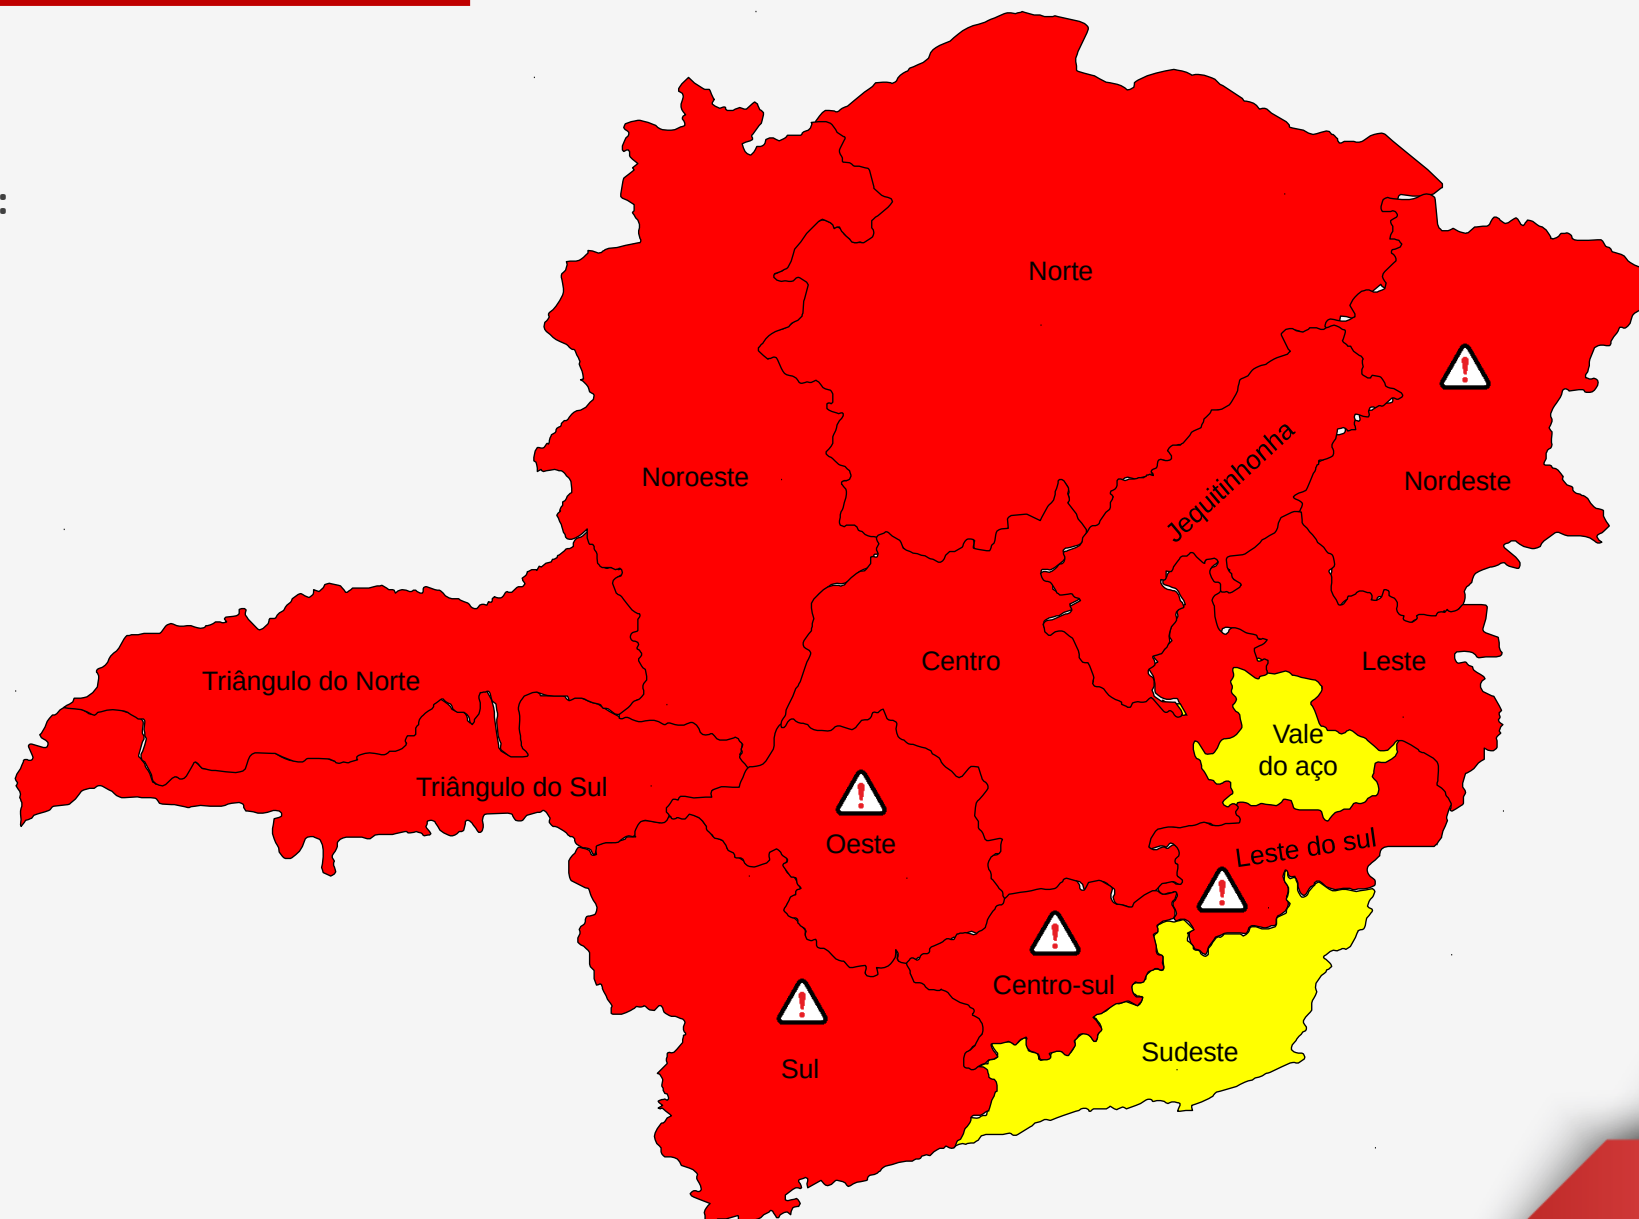 :
Norte
Noroeste
Jequitinhonha
Nordeste
Centro
Leste
Triângulo do Norte
Vale
do aço
Triângulo do Sul
Oeste
Leste do sul
Centro-sul
Sudeste
Sul